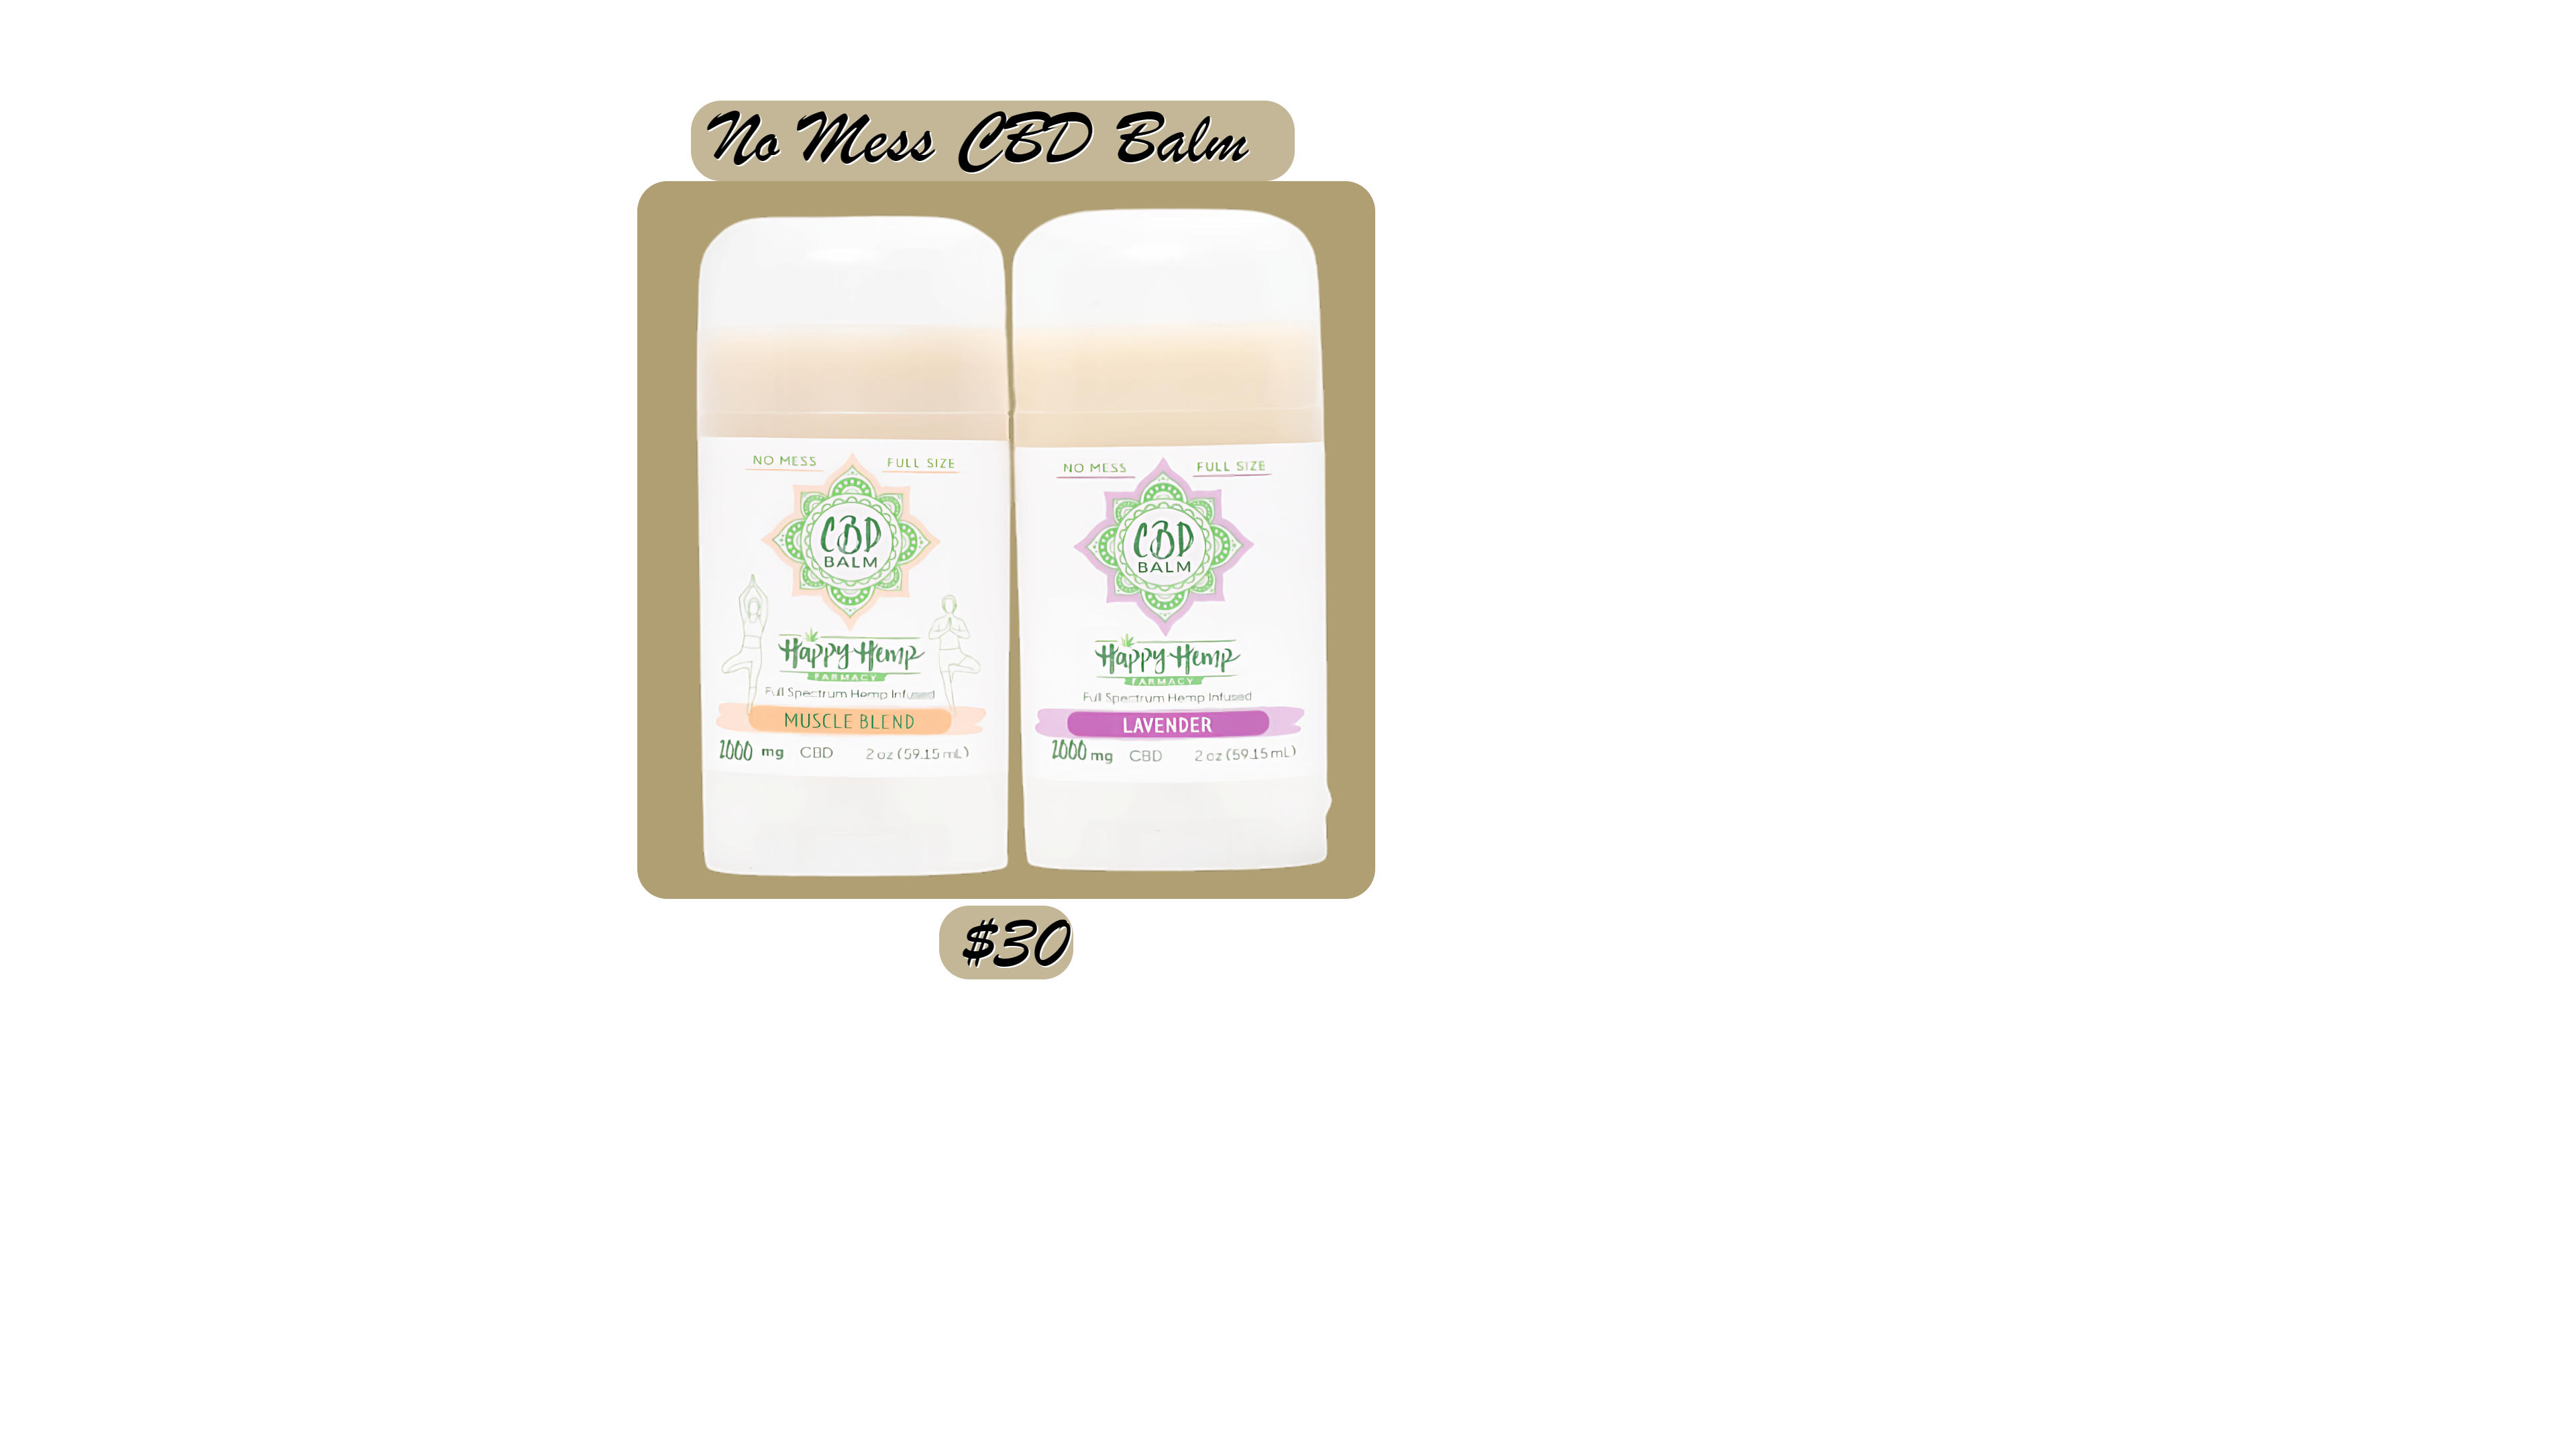 No Mess CBD Balm
NO MESS FULL SIZE
CBD
BALM
Happy Hemp
FARMACY
Full Spectrum Hemp Infused
MUSCLE BLEND
1000 mg CBD 2 oz (59.15 mL)
NO MESS FULL SIZE
CBD
BALM
Happy Hemp
FARMACY
Full Spectrum Hemp Infused
LAVENDER
1000 mg CBD 2 oz (59.15 mL)
$30